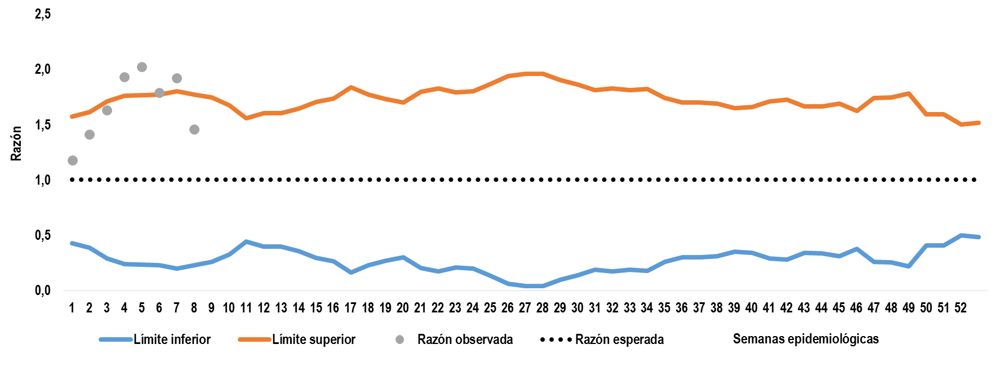 2,5
2,0
1,5
1,0
0,5
0,0
Razón
1 2 3 4 5 6 7 8 9 10 11 12 13 14 15 16 17 18 19 20 21 22 23 24 25 26 27 28 29 30 31 32 33 34 35 36 37 38 39 40 41 42 43 44 45 46 47 48 49 50 51 52
Límite inferior Límite superior Razón observada Razón esperada Semanas epidemiológicas